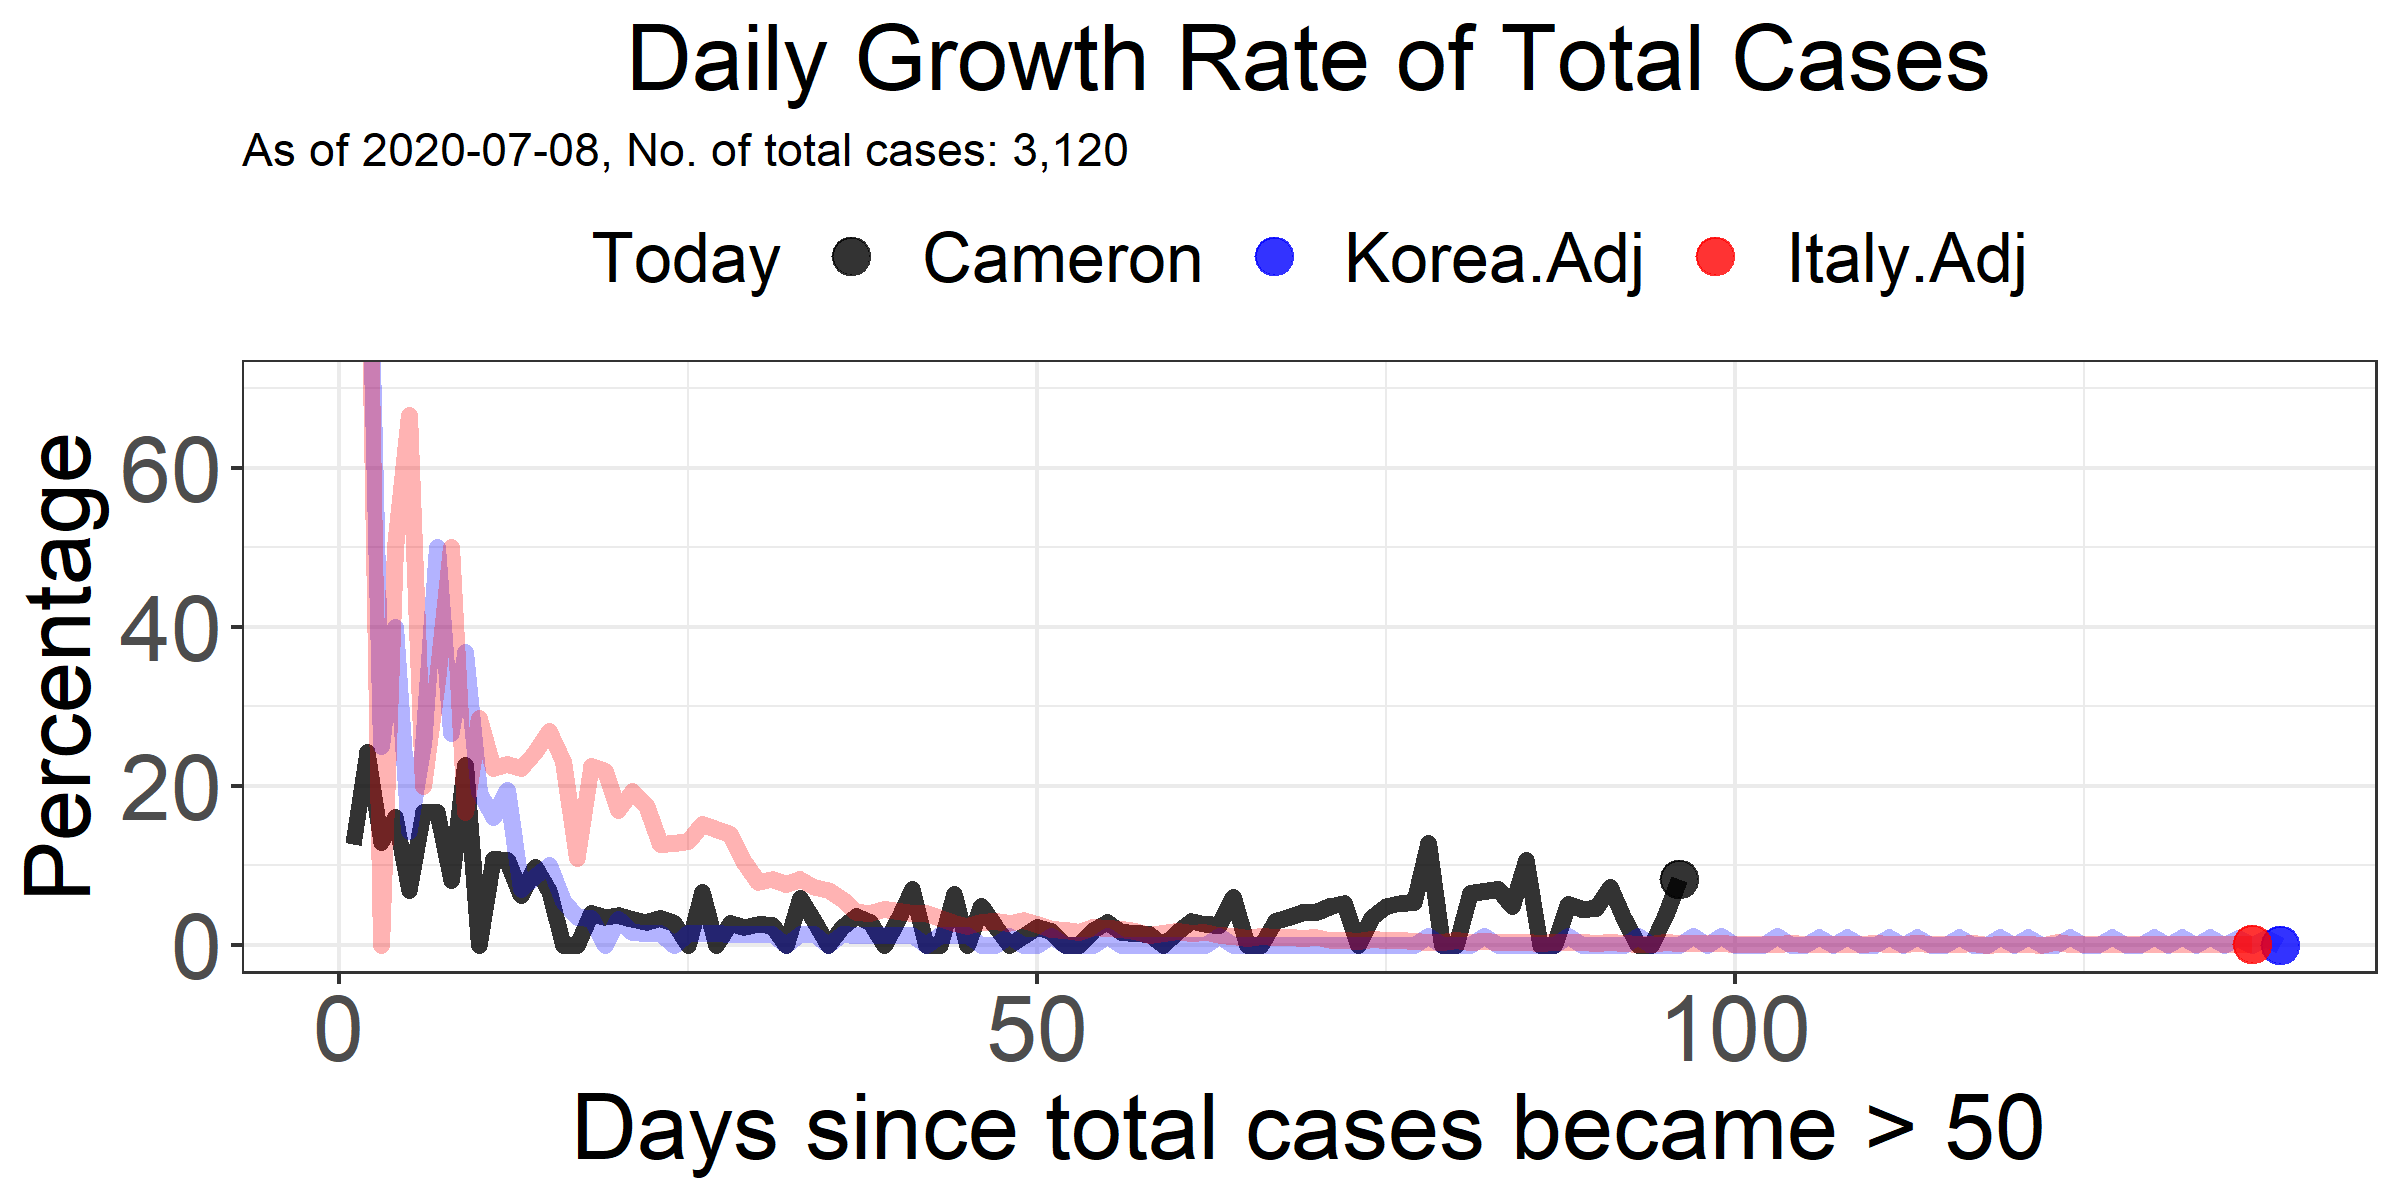 Daily Growth Rate of Total Cases
As of 2020-07-08, No. of total cases: 3,120
Today Cameron Korea.Adj Italy.Adj
Percentage
60
40
20
0
0 50 100
Days since total cases became > 50